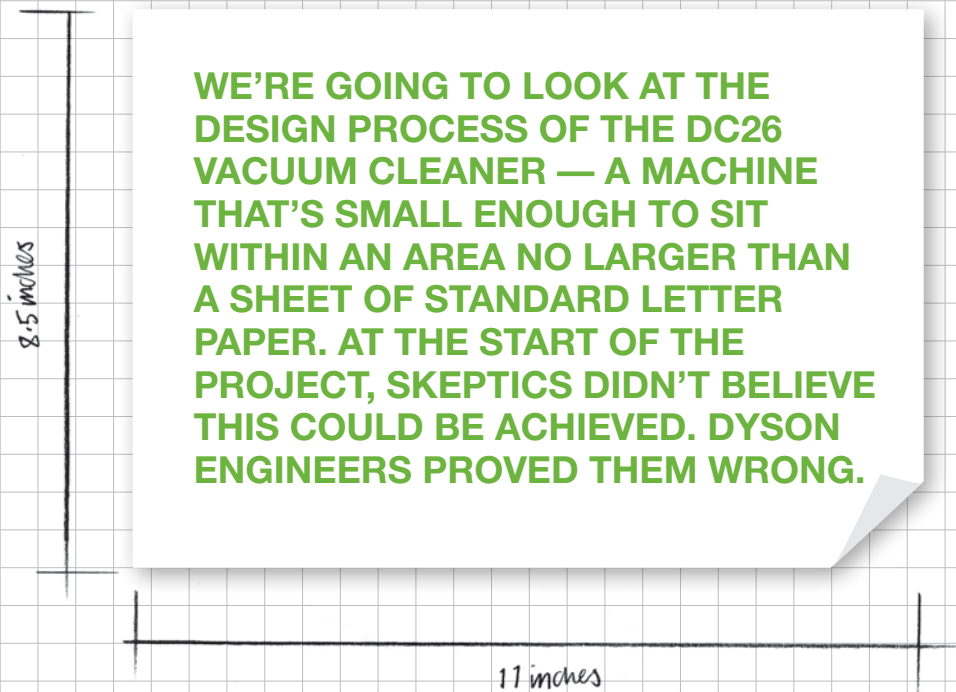 WE’RE GOING TO LOOK AT THE
DESIGN PROCESS OF THE DC26
VACUUM CLEANER — A MACHINE
THAT’S SMALL ENOUGH TO SIT
WITHIN AN AREA NO LARGER THAN
A SHEET OF STANDARD LETTER
PAPER. AT THE START OF THE
PROJECT, SKEPTICS DIDN’T BELIEVE
THIS COULD BE ACHIEVED. DYSON
ENGINEERS PROVED THEM WRONG.
8.5 inches
11 inches